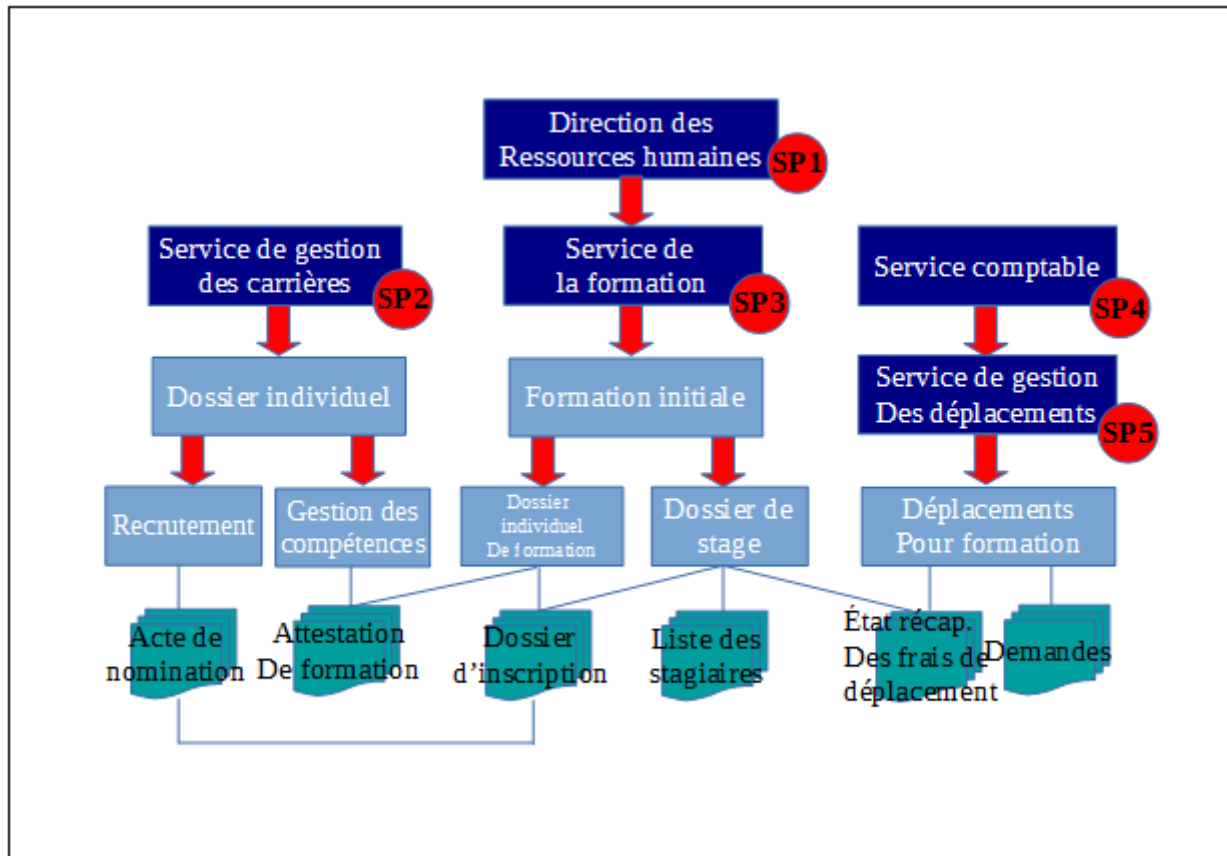 Direction des
Ressources humaines
SP1
Service de gestion
des carrières
SP2
Service de
la formation
SP3
Service comptable
SP4
Dossier individuel
Formation initiale
Service de gestion
Des déplacements
SP5
Recrutement
Gestion des
compétences
Dossier
individuel
De formation
Dossier de
stage
Déplacements
Pour formation
Acte de
nomination
Attestation
De formation
Dossier
d’inscription
Liste des
stagiaires
État récap.
Des frais de
déplacement
Demandes